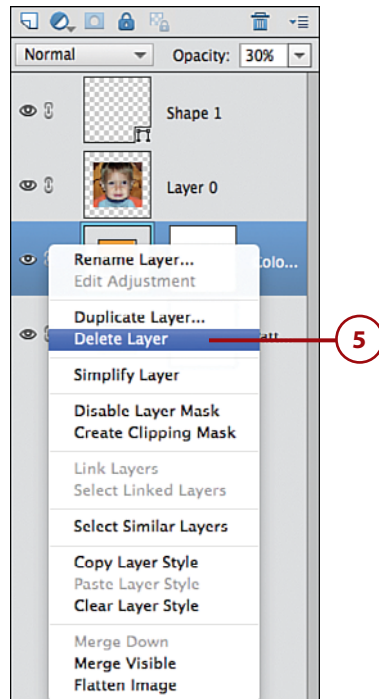 Normal Opacity: 30%
Shape 1
Layer 0
Colo...
Rename Layer...
Edit Adjustment
Duplicate Layer...
Delete Layer
5
Simplify Layer
Disable Layer Mask
Create Clipping Mask
Link Layers
Select Linked Layers
Select Similar Layers
Copy Layer Style
Paste Layer Style
Clear Layer Style
Merge Down
Merge Visible
Flatten Image